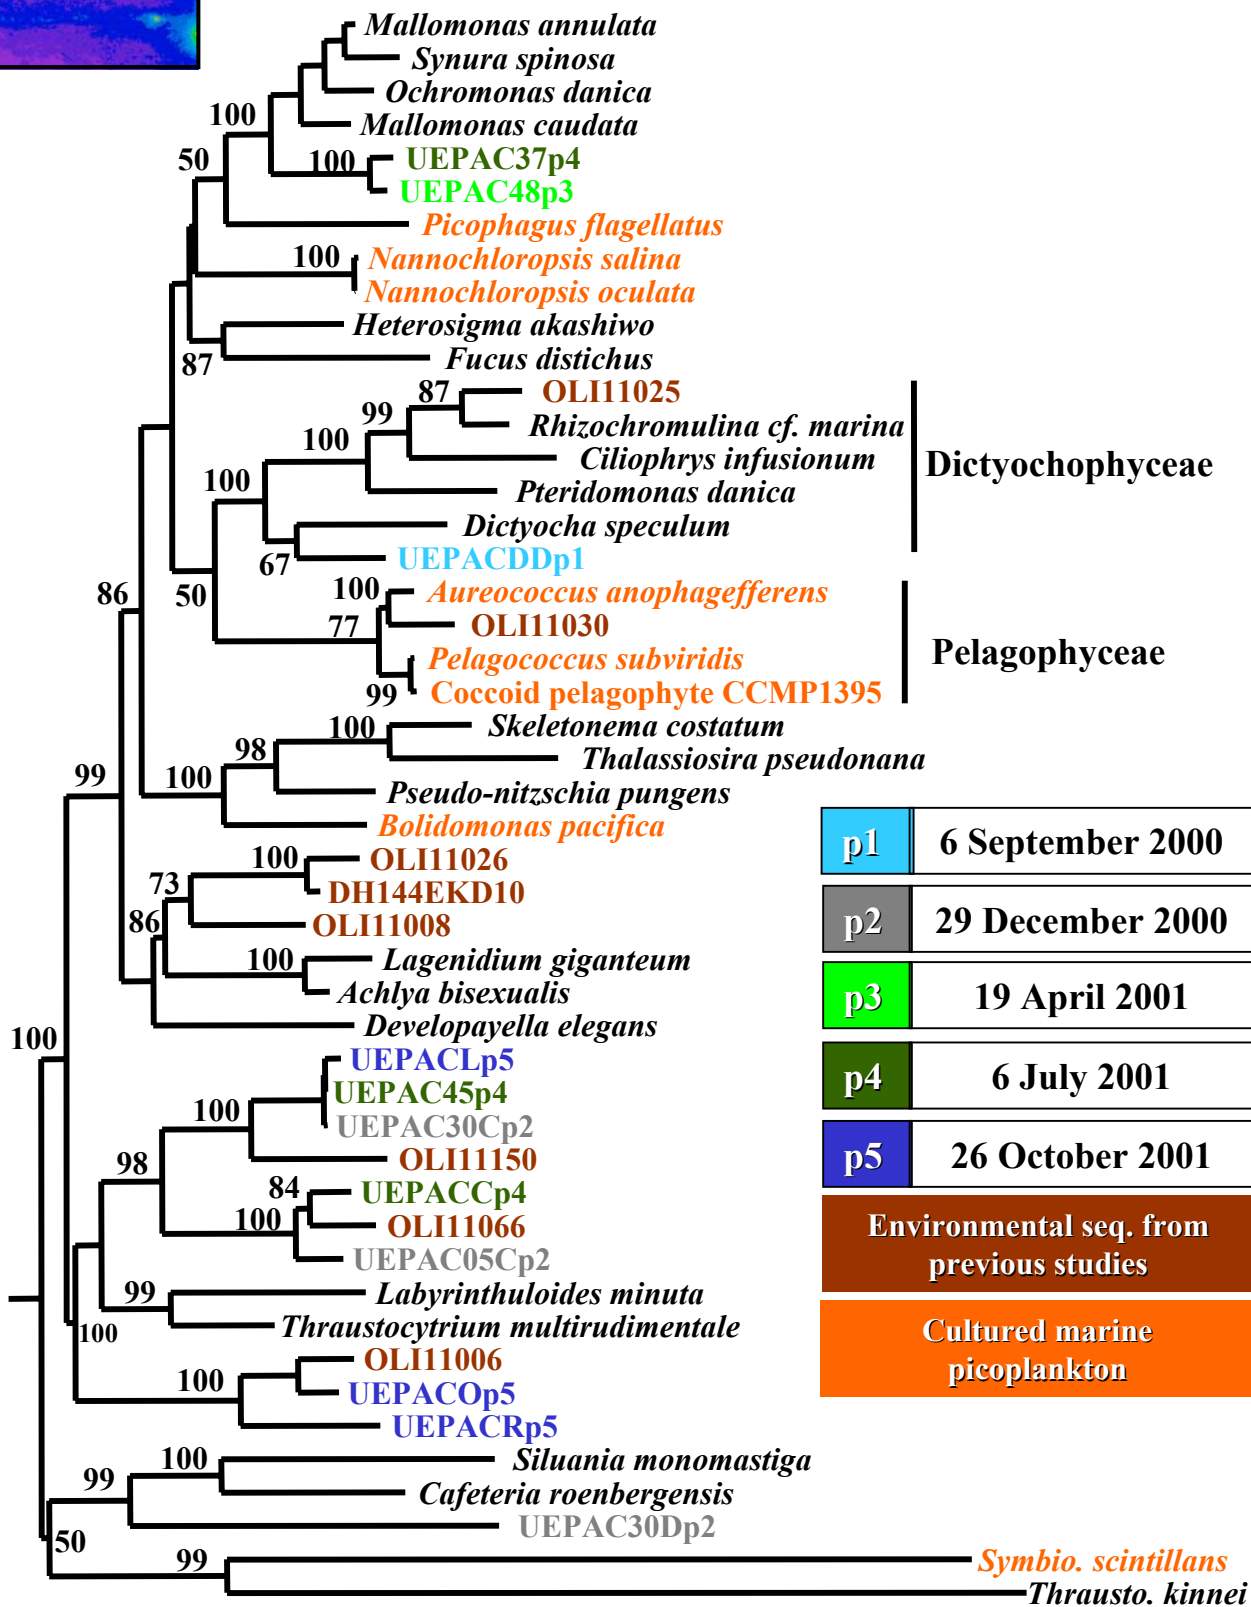 Mallomonas annulata
Synura spinosa
Ochromonas danica
100
Mallomonas caudata
50
100
UEPAC37p4
UEPAC48p3
Picophagus flagellatus
100
Nannochloropsis salina
Nannochloropsis oculata
Heterosigma akashiwo
87
Fucus distichus
87
OLI11025
99
Rhizochromulina cf. marina
100
Ciliophrys infusionum
Dictyochophyceae
100
Pteridomonas danica
Dictyocha speculum
67
UEPACDDp1
86
50
100
Aureococcus anophagefferens
77
OLI11030
Pelagophyceae
Pelagococcus subviridis
99
Coccoid pelagophyte CCMP1395
100
Skeletonema costatum
98
Thalassiosira pseudonana
99
100
Pseudo-nitzschia pungens
Bolidomonas pacifica
p1
6 September 2000
100
OLI11026
73
DH144EKD10
86
OLI11008
p2
29 December 2000
100
Lagenidium giganteum
Achlya bisexualis
p3
19 April 2001
Developayella elegans
100
UEPACLp5
p4
6 July 2001
UEPAC45p4
100
UEPAC30Cp2
98
OLI11150
p5
26 October 2001
84
UEPACCp4
100
OLI11066
Environmental seq. from
previous studies
UEPAC05Cp2
99
Labyrinthuloides minuta
100
Thraustocytrium multirudimentale
Cultured marine
picoplankton
OLI11006
100
UEPACOp5
UEPACRp5
100
Siluania monomastiga
99
Cafeteria roenbergensis
UEPAC30Dp2
50
99
Symbio. scintillans
Thrausto. kinnei